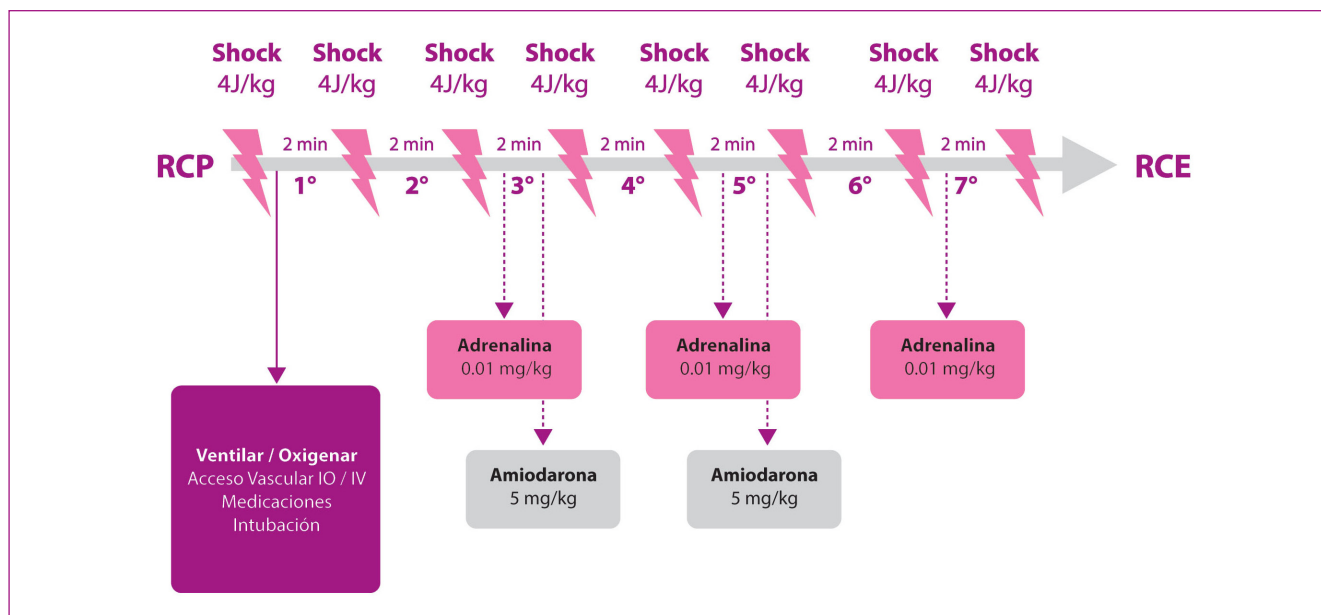 Shock Shock Shock Shock Shock Shock Shock Shock
4J/kg 4J/kg 4J/kg 4J/kg 4J/kg 4J/kg 4J/kg 4J/kg
2 min 2 min 2 min 2 min 2 min 2 min 2 min
RCP RCE
1° 2° 3° 4° 5° 6° 7°
Adrenalina Adrenalina Adrenalina
0.01 mg/kg 0.01 mg/kg 0.01 mg/kg
Ventilar / Oxigenar
Acceso Vascular IO / IV
Medicaciones
Intubación
Amiodarona Amiodarona
5 mg/kg 5 mg/kg